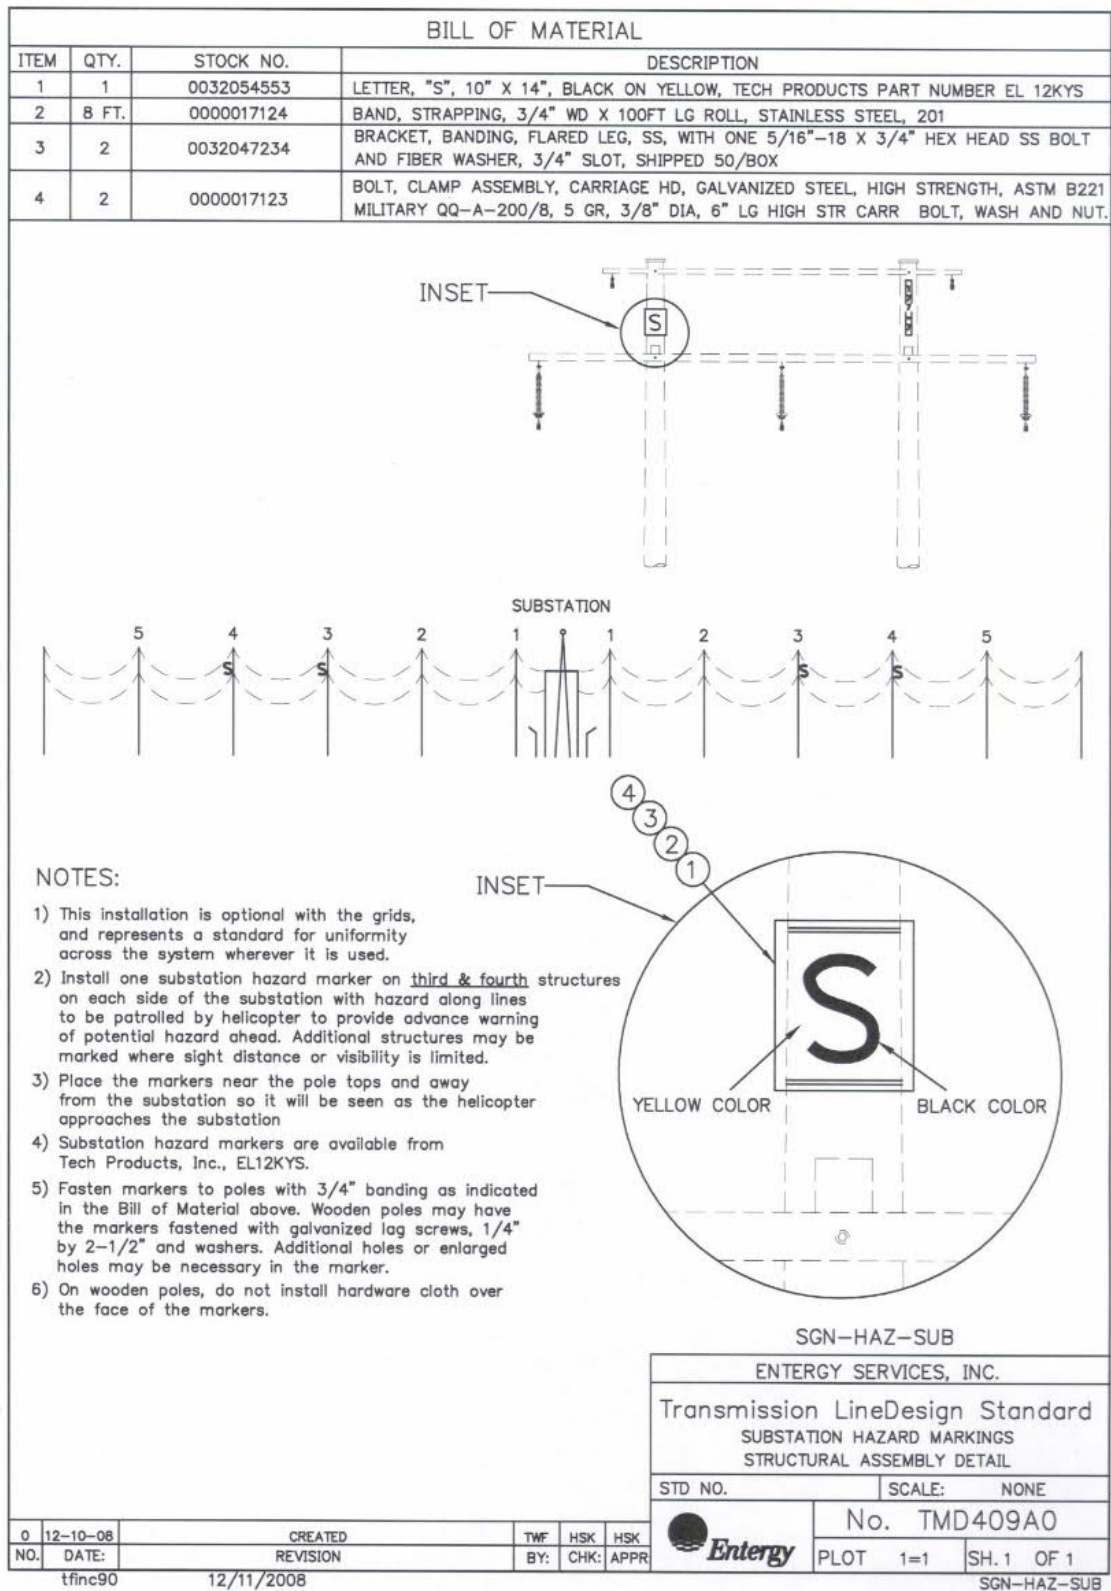 BILL OF MATERIAL
ITEM QTY. STOCK NO. DESCRIPTION
1 1 0032054553 LETTER, "S", 10" X 14", BLACK ON YELLOW, TECH PRODUCTS PART NUMBER EL 12KYS
2 8 FT. 0000017124 BAND, STRAPPING, 3/4" WD X 100FT LG ROLL, STAINLESS STEEL, 201
3 2 0032047234 BRACKET, BANDING, FLARED LEG, SS, WITH ONE 5/16"-18 X 3/4" HEX HEAD SS BOLT
AND FIBER WASHER, 3/4" SLOT, SHIPPED 50/BOX
4 2 0000017123 BOLT, CLAMP ASSEMBLY, CARRIAGE HD, GALVANIZED STEEL, HIGH STRENGTH, ASTM B221
MILITARY QQ-A-200/8, 5 GR, 3/8" DIA, 6" LG HIGH STR CARR BOLT, WASH AND NUT.
INSET
S
SUBSTATION
5 4 3 2 1 1 2 3 4 5
S S S S
4
3
2
1
INSET
S
YELLOW COLOR BLACK COLOR
NOTES:
1) This installation is optional with the grids,
and represents a standard for uniformity
across the system wherever it is used.
2) Install one substation hazard marker on third & fourth structures
on each side of the substation with hazard along lines
to be patrolled by helicopter to provide advance warning
of potential hazard ahead. Additional structures may be
marked where sight distance or visibility is limited.
3) Place the markers near the pole tops and away
from the substation so it will be seen as the helicopter
approaches the substation
4) Substation hazard markers are available from
Tech Products, Inc., EL12KYS.
5) Fasten markers to poles with 3/4" banding as indicated
in the Bill of Material above. Wooden poles may have
the markers fastened with galvanized lag screws, 1/4"
by 2-1/2" and washers. Additional holes or enlarged
holes may be necessary in the marker.
6) On wooden poles, do not install hardware cloth over
the face of the markers.
SGN-HAZ-SUB
ENTERGY SERVICES, INC.
Transmission LineDesign Standard
SUBSTATION HAZARD MARKINGS
STRUCTURAL ASSEMBLY DETAIL
STD NO. SCALE: NONE
Entergy
No. TMD409A0
PLOT 1=1 SH. 1 OF 1
0 12-10-08 CREATED TWF HSK HSK
NO. DATE: REVISION BY: CHK: APPR
tfinc90 12/11/2008 SGN-HAZ-SUB